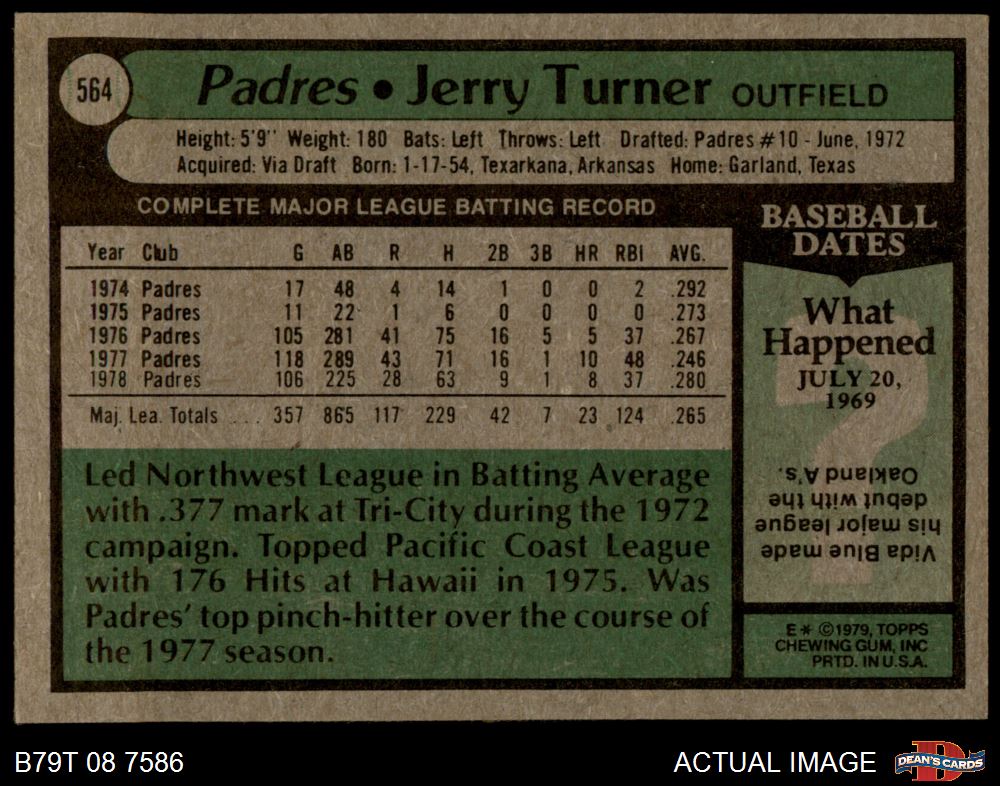 564
Padres • Jerry Turner OUTFIELD
Height: 5'9" Weight: 180 Bats: Left Throws: Left Drafted: Padres #10 - June, 1972
Acquired: Via Draft Born: 1-17-54, Texarkana, Arkansas Home: Garland, Texas
COMPLETE MAJOR LEAGUE BATTING RECORD
Year Club G AB R H 2B 3B HR RBI AVG.
1974 Padres 17 48 4 14 1 0 0 2 .292
1975 Padres 11 22 1 6 0 0 0 0 .273
1976 Padres 105 281 41 75 16 5 5 37 .267
1977 Padres 118 289 43 71 16 1 10 48 .246
1978 Padres 106 225 28 63 9 1 8 37 .280
Maj. Lea. Totals . . . 357 865 117 229 42 7 23 124 .265
Led Northwest League in Batting Average
with .377 mark at Tri-City during the 1972
campaign. Topped Pacific Coast League
with 176 Hits at Hawaii in 1975. Was
Padres' top pinch-hitter over the course of
the 1977 season.
BASEBALL
DATES
What
Happened
JULY 20,
1969
?
Vida Blue made
his major league
debut with the
Oakland A's.
E* ©1979, TOPPS
CHEWING GUM, INC
PRTD. IN U.S.A.
B79T 08 7586
ACTUAL IMAGE
D
DEAN'S CARDS